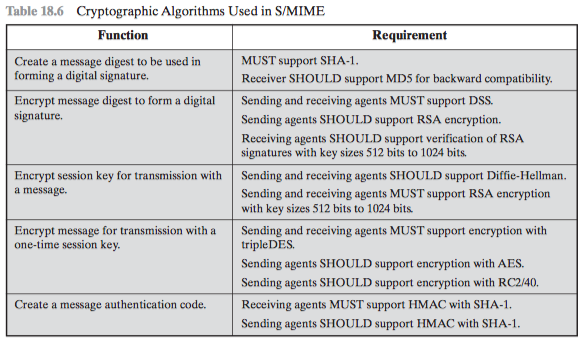 Table 18.6 Cryptographic Algorithms Used in S/MIME
Function
Requirement
Create a message digest to be used in
forming a digital signature.
MUST support SHA-1.
Receiver SHOULD support MD5 for backward compatibility.
Encrypt message digest to form a digital
signature.
Sending and receiving agents MUST support DSS.
Sending agents SHOULD support RSA encryption.
Receiving agents SHOULD support verification of RSA
signatures with key sizes 512 bits to 1024 bits.
Encrypt session key for transmission with
a message.
Sending and receiving agents SHOULD support Diffie-Hellman.
Sending and receiving agents MUST support RSA encryption
with key sizes 512 bits to 1024 bits.
Encrypt message for transmission with a
one-time session key.
Sending and receiving agents MUST support encryption with
tripleDES.
Sending agents SHOULD support encryption with AES.
Sending agents SHOULD support encryption with RC2/40.
Create a message authentication code.
Receiving agents MUST support HMAC with SHA-1.
Sending agents SHOULD support HMAC with SHA-1.